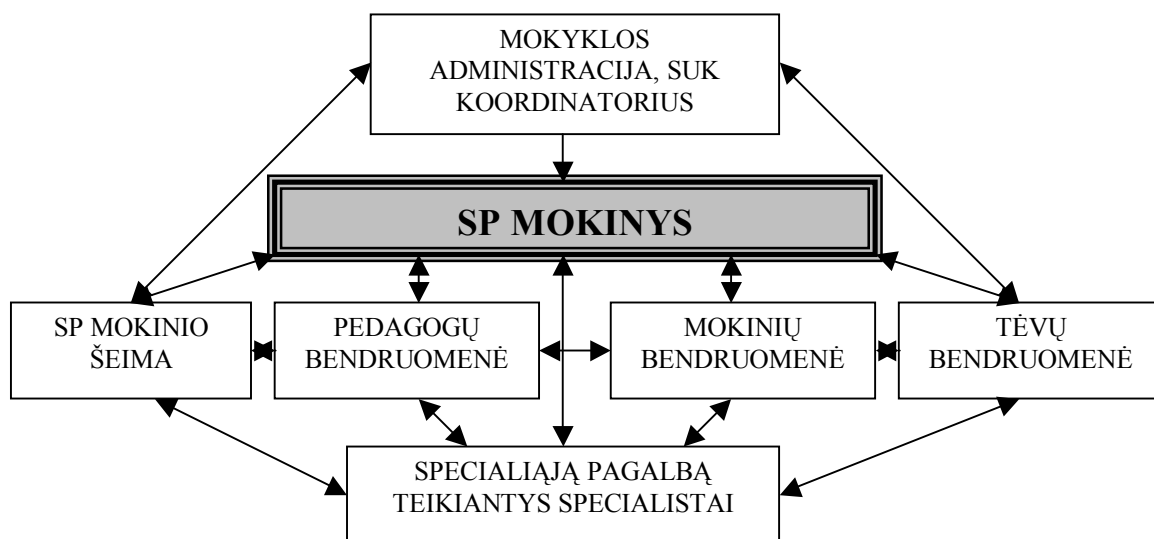 MOKYKLOS
ADMINISTRACIJA, SUK
KOORDINATORIUS
SP MOKINYS
SP MOKINIO
ŠEIMA
PEDAGOGŲ
BENDRUOMENĖ
MOKINIŲ
BENDRUOMENĖ
TĖVŲ
BENDRUOMENĖ
SPECIALIĄJĄ PAGALBĄ
TEIKIANTYS SPECIALISTAI